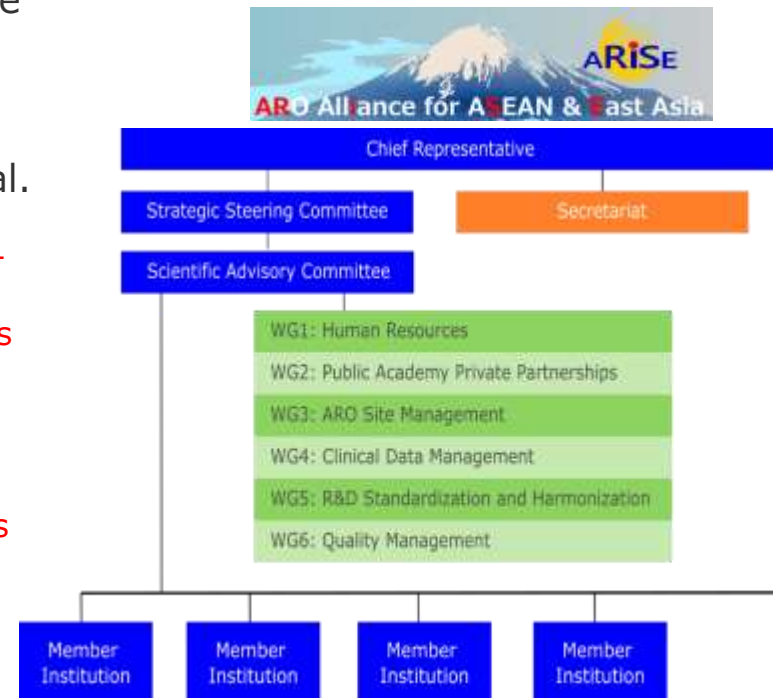 e
al.
-
s
s
ARiSE
ARO Alliance for ASEAN & East Asia
Chief Representative
Strategic Steering Committee
Secretariat
Scientific Advisory Committee
WG1: Human Resources
WG2: Public Academy Private Partnerships
WG3: ARO Site Management
WG4: Clinical Data Management
WG5: R&D Standardization and Harmonization
WG6: Quality Management
Member
Institution
Member
Institution
Member
Institution
Member
Institution